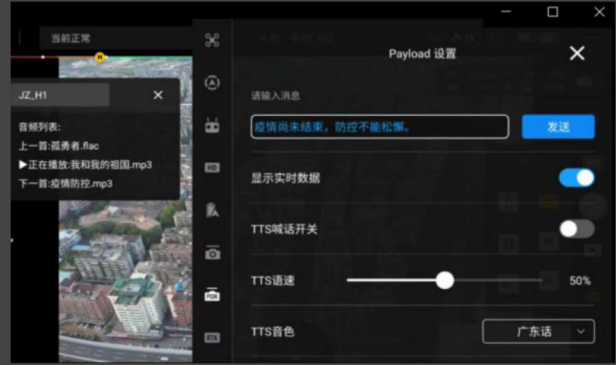 当前正常
N
Payload 设置
JZ_H1
音频列表:
上一首:孤勇者.flac
▶正在播放:我和我的祖国.mp3
下一首:疫情防控.mp3
请输入消息
疫情尚未结束，防控不能松懈。
发送
显示实时数据
TTS喊话开关
TTS语速
50%
TTS音色
广东话
A
HD
PSDK
RTK